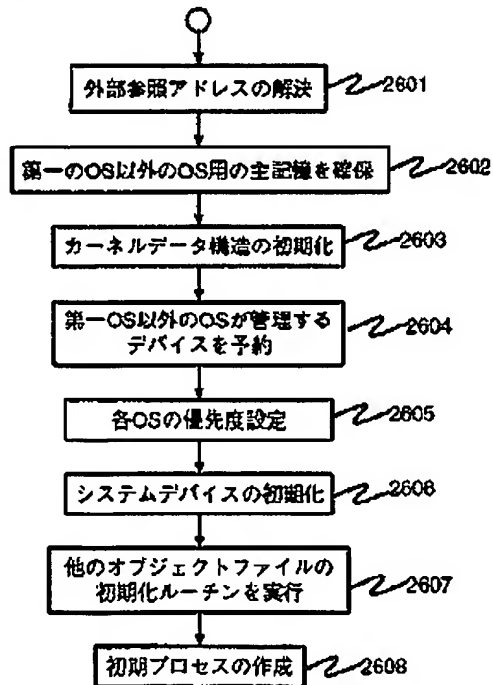 外部参照アドレスの解決 2601
第一のOS以外のOS用の主記憶を確保 2602
カーネルデータ構造の初期化 2603
第一OS以外のOSが管理する
デバイスを予約 2604
各OSの優先度設定 2605
システムデバイスの初期化 2606
他のオブジェクトファイルの
初期化ルーチンを実行 2607
初期プロセスの作成 2608